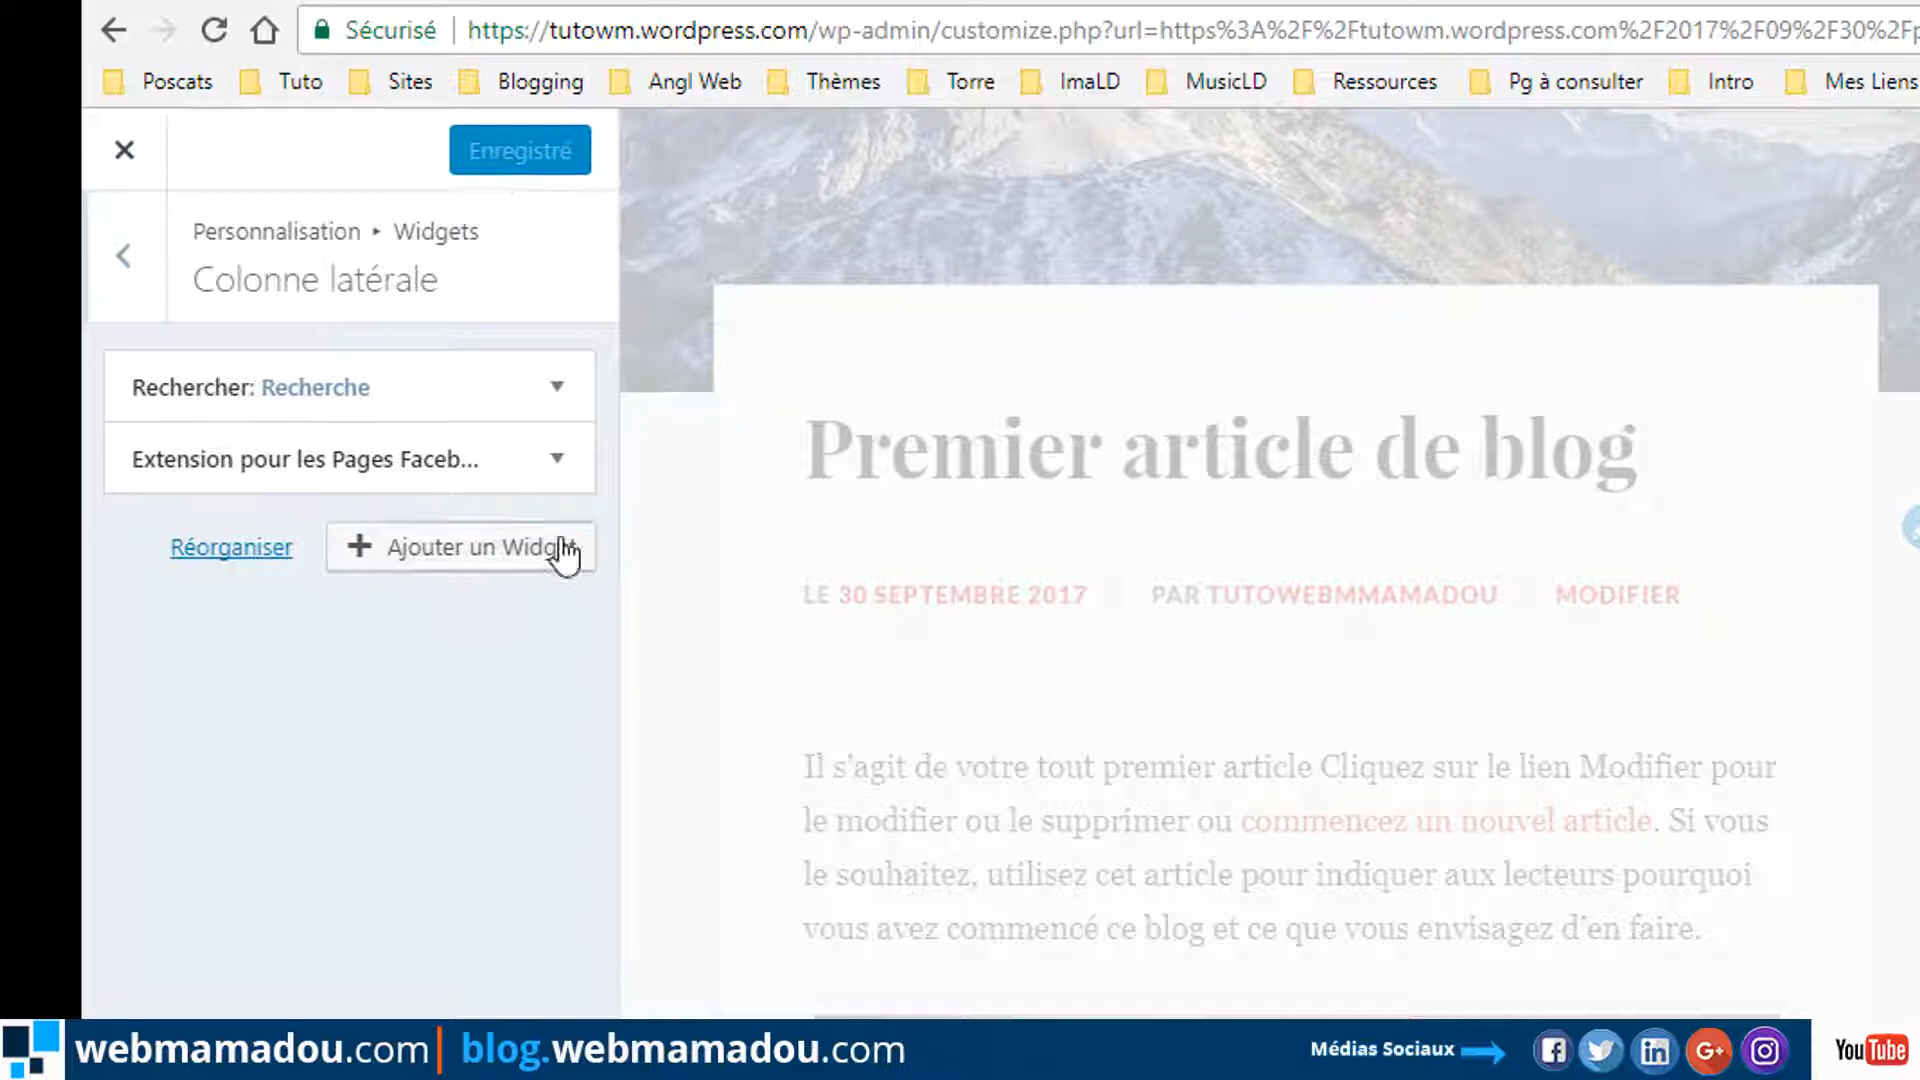 Sécurisé
https://tutowm.wordpress.com/wp-admin/customize.php?url=https%3A%2F%2Ftutowm.wordpress.com%2F2017%2F09%2F30%2Fp
Poscats Tuto Sites Blogging Angl Web Thèmes Torre ImaLD MusicLD Ressources Pg à consulter Intro Mes Liens
Enregistré
Personnalisation ▸ Widgets
Colonne latérale
Rechercher: Recherche
Extension pour les Pages Faceb...
Réorganiser
+ Ajouter un Widget
Premier article de blog
LE 30 SEPTEMBRE 2017 PAR TUTOWEBMMAMADOU MODIFIER
Il s'agit de votre tout premier article Cliquez sur le lien Modifier pour
le modifier ou le supprimer ou commencez un nouvel article. Si vous
le souhaitez, utilisez cet article pour indiquer aux lecteurs pourquoi
vous avez commencé ce blog et ce que vous envisagez d'en faire.
webmamadou.com | blog.webmamadou.com
Médias Sociaux
YouTube